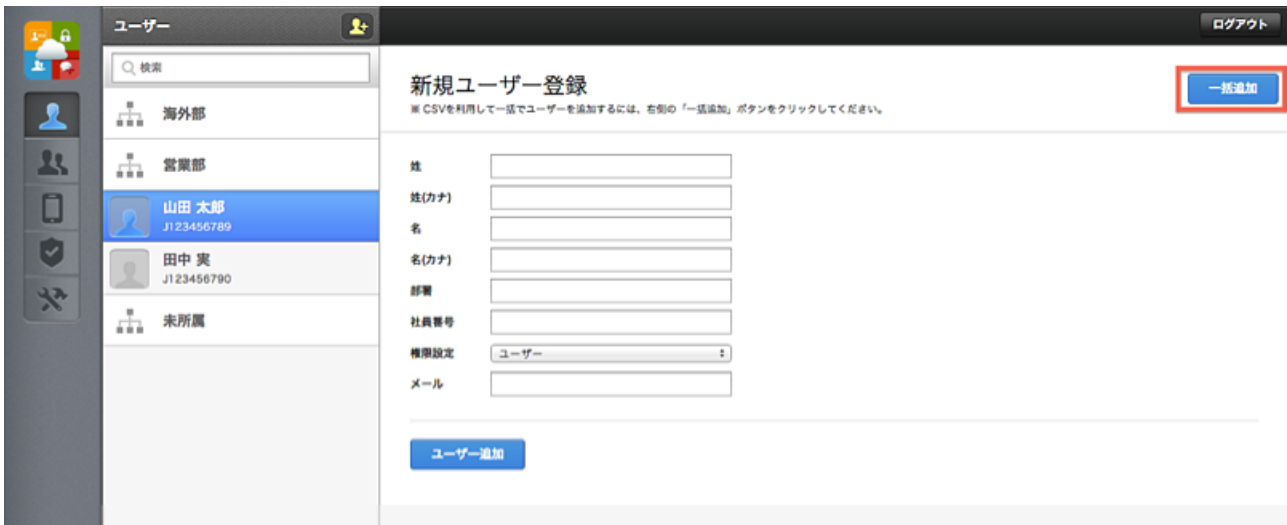 ユーザー
検索
海外部
営業部
山田 太郎
J123456789
田中 実
J123456790
未所属
ログアウト
新規ユーザー登録
一括追加
※ CSVを利用して一括でユーザーを追加するには、右側の「一括追加」ボタンをクリックしてください。
姓
姓(カナ)
名
名(カナ)
部署
社員番号
権限設定
ユーザー
メール
ユーザー追加